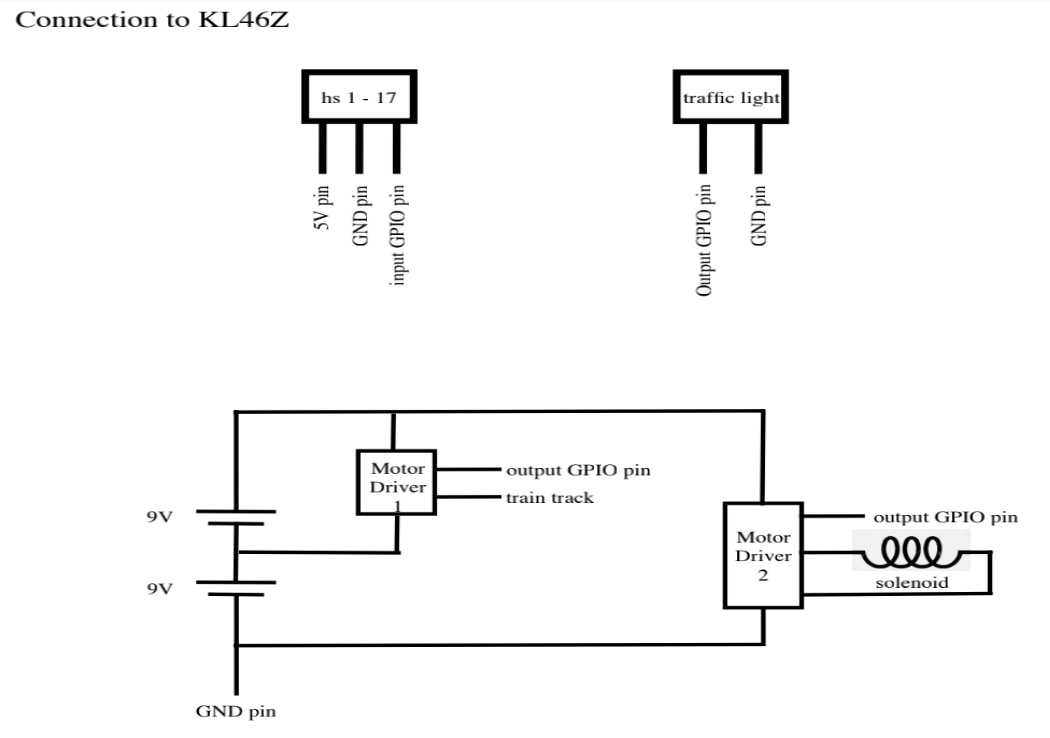 Connection to KL46Z
hs 1 - 17
traffic light
5V pin
GND pin
input GPIO pin
Output GPIO pin
GND pin
Motor
Driver
1
output GPIO pin
train track
9V
9V
Motor
Driver
2
output GPIO pin
solenoid
GND pin